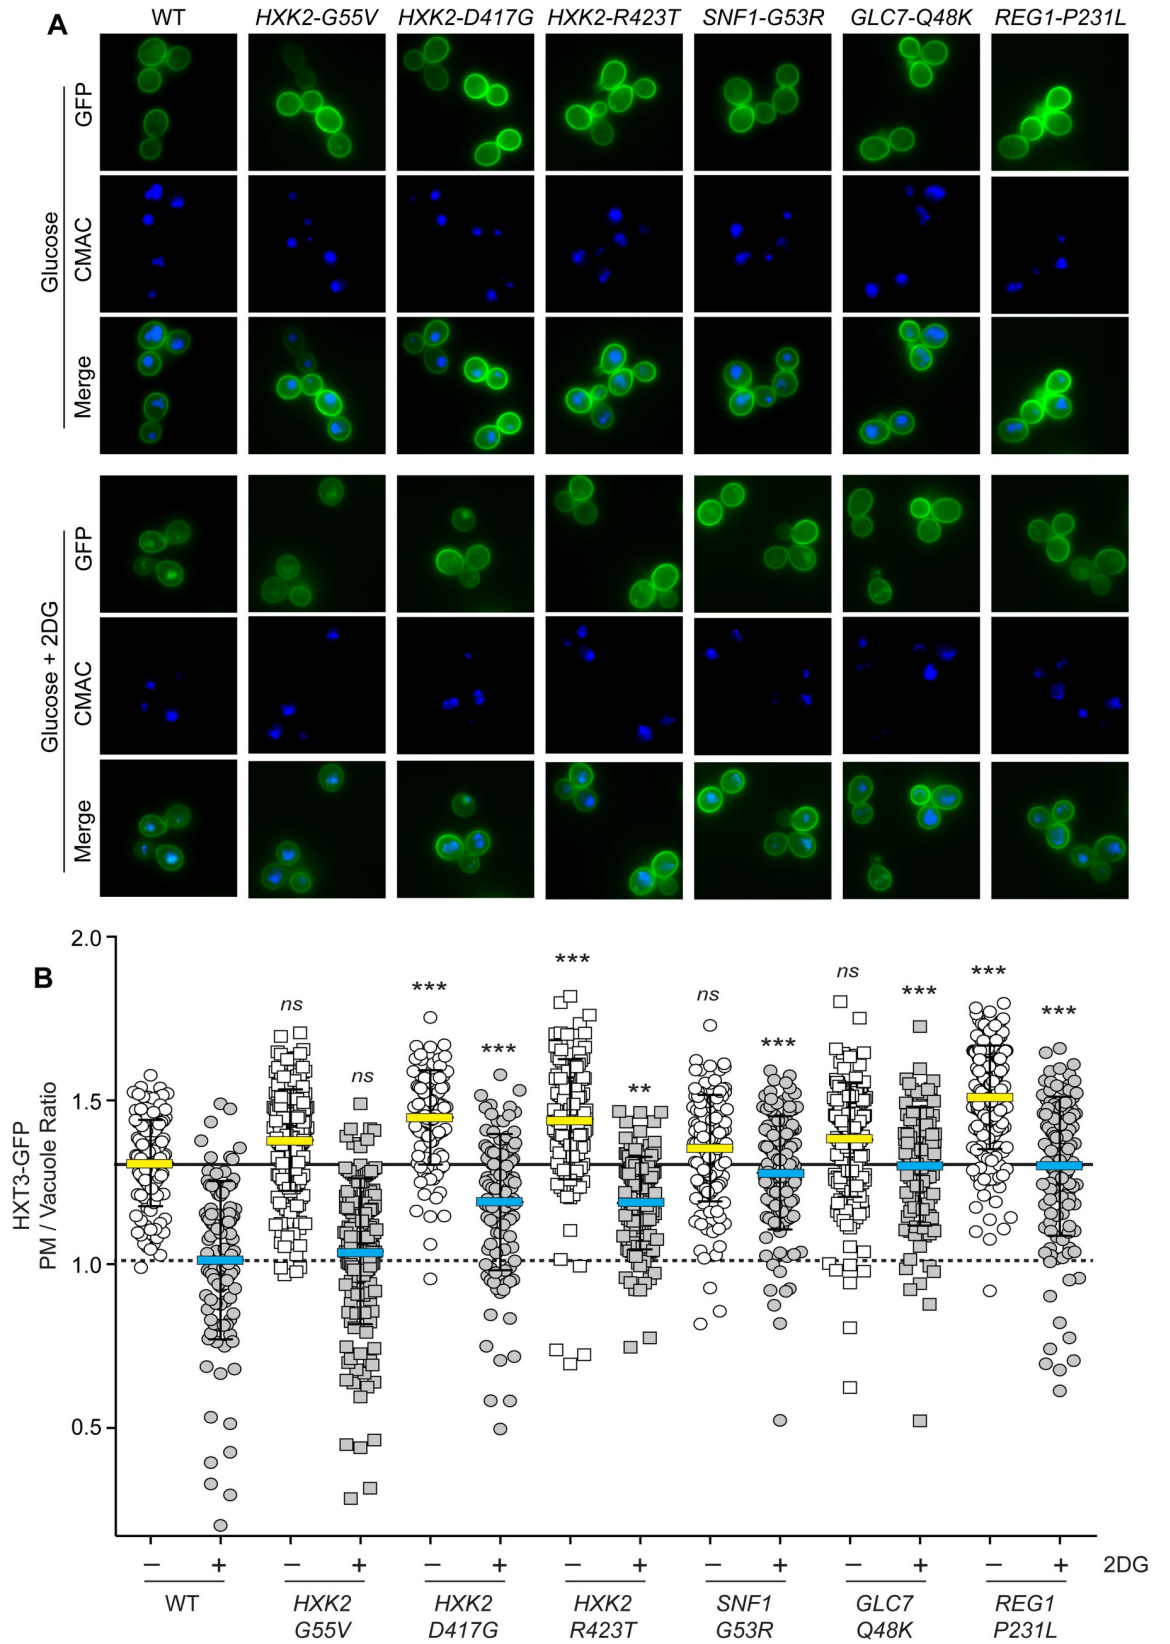 A
WT HXK2-G55V HXK2-D417G HXK2-R423T SNF1-G53R GLC7-Q48K REG1-P231L
Glucose
GFP
CMAC
Merge
Glucose + 2DG
GFP
CMAC
Merge
B
HXT3-GFP
PM / Vacuole Ratio
2.0
1.5
1.0
0.5
ns ns *** *** *** ** ns *** ns *** *** ***
– + – + – + – + – + – + – + 2DG
WT HXK2 HXK2 HXK2 SNF1 GLC7 REG1
G55V D417G R423T G53R Q48K P231L